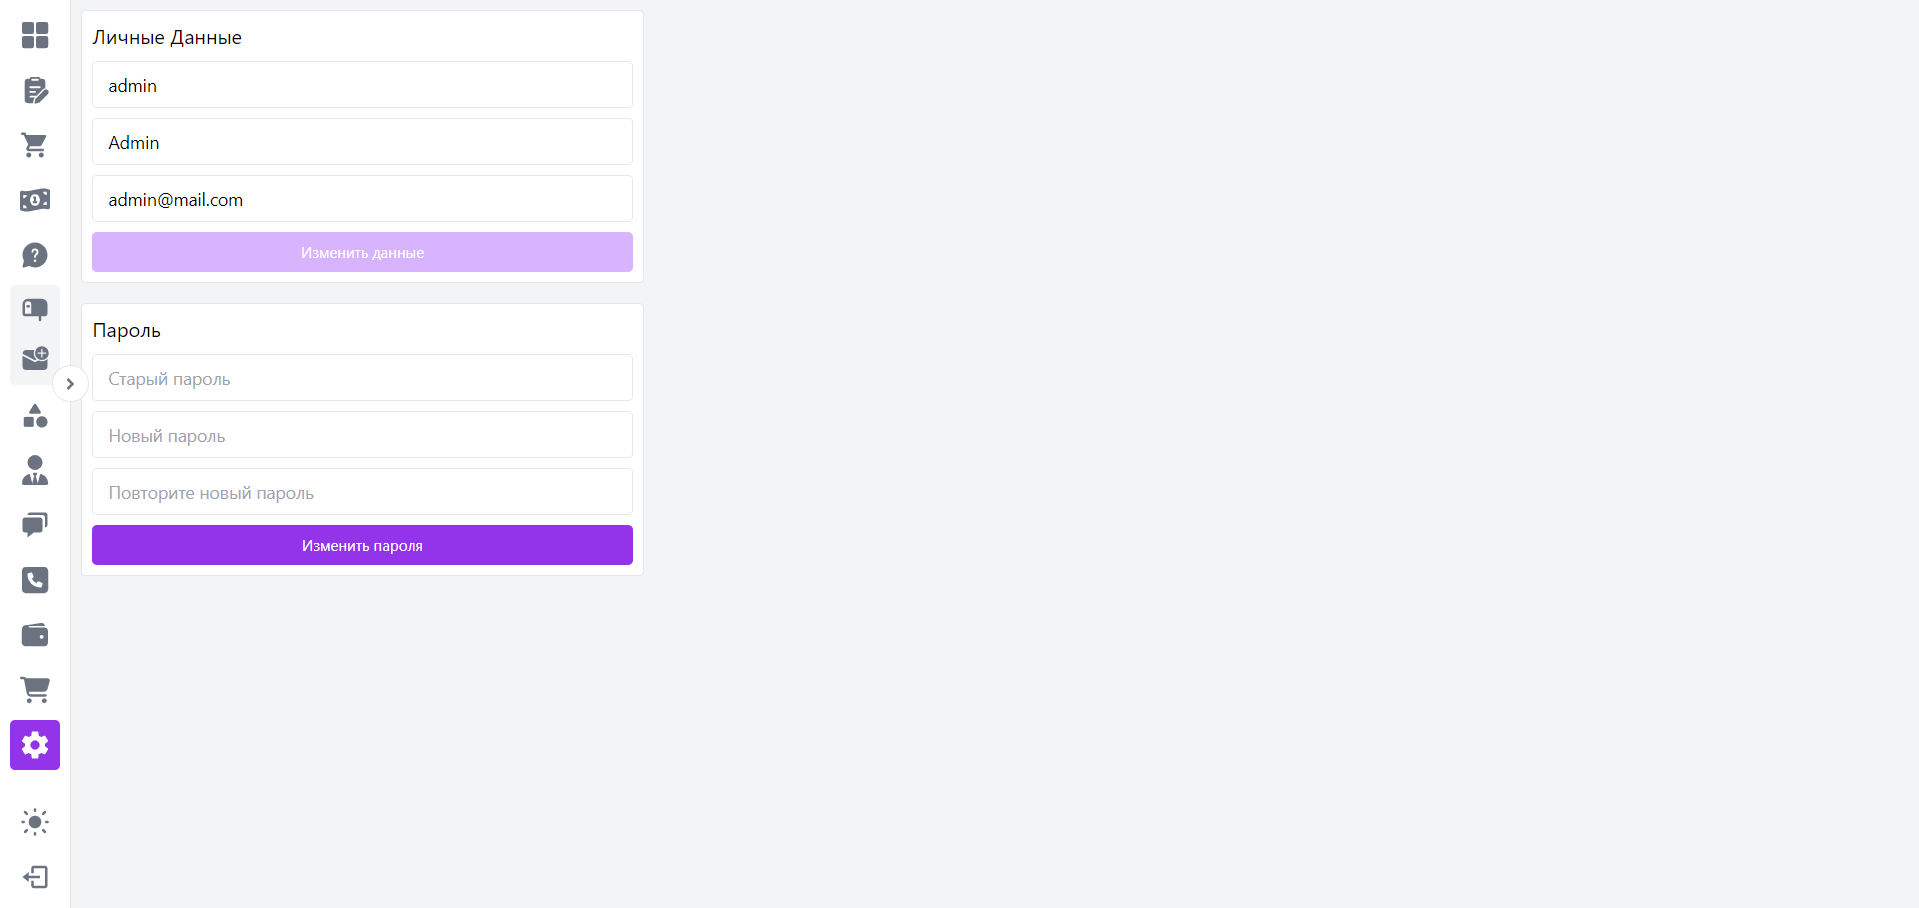 Личные Данные
admin
Admin
admin@mail.com
Изменить данные
Пароль
Старый пароль
Новый пароль
Повторите новый пароль
Изменить пароля